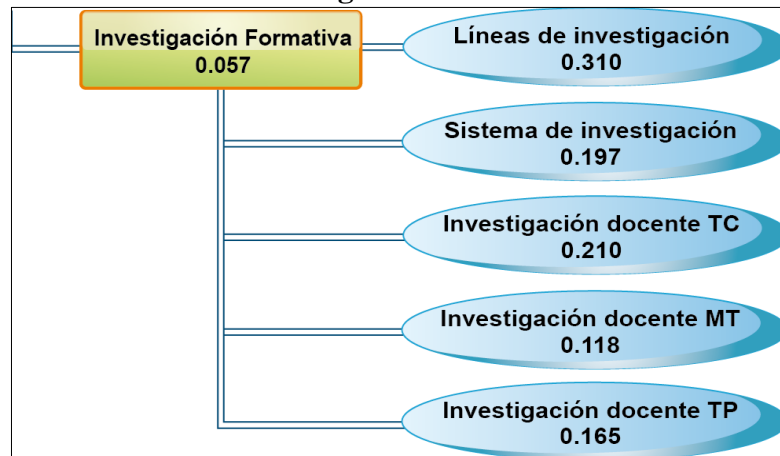 Investigación Formativa
0.057
Líneas de investigación
0.310
Sistema de investigación
0.197
Investigación docente TC
0.210
Investigación docente MT
0.118
Investigación docente TP
0.165